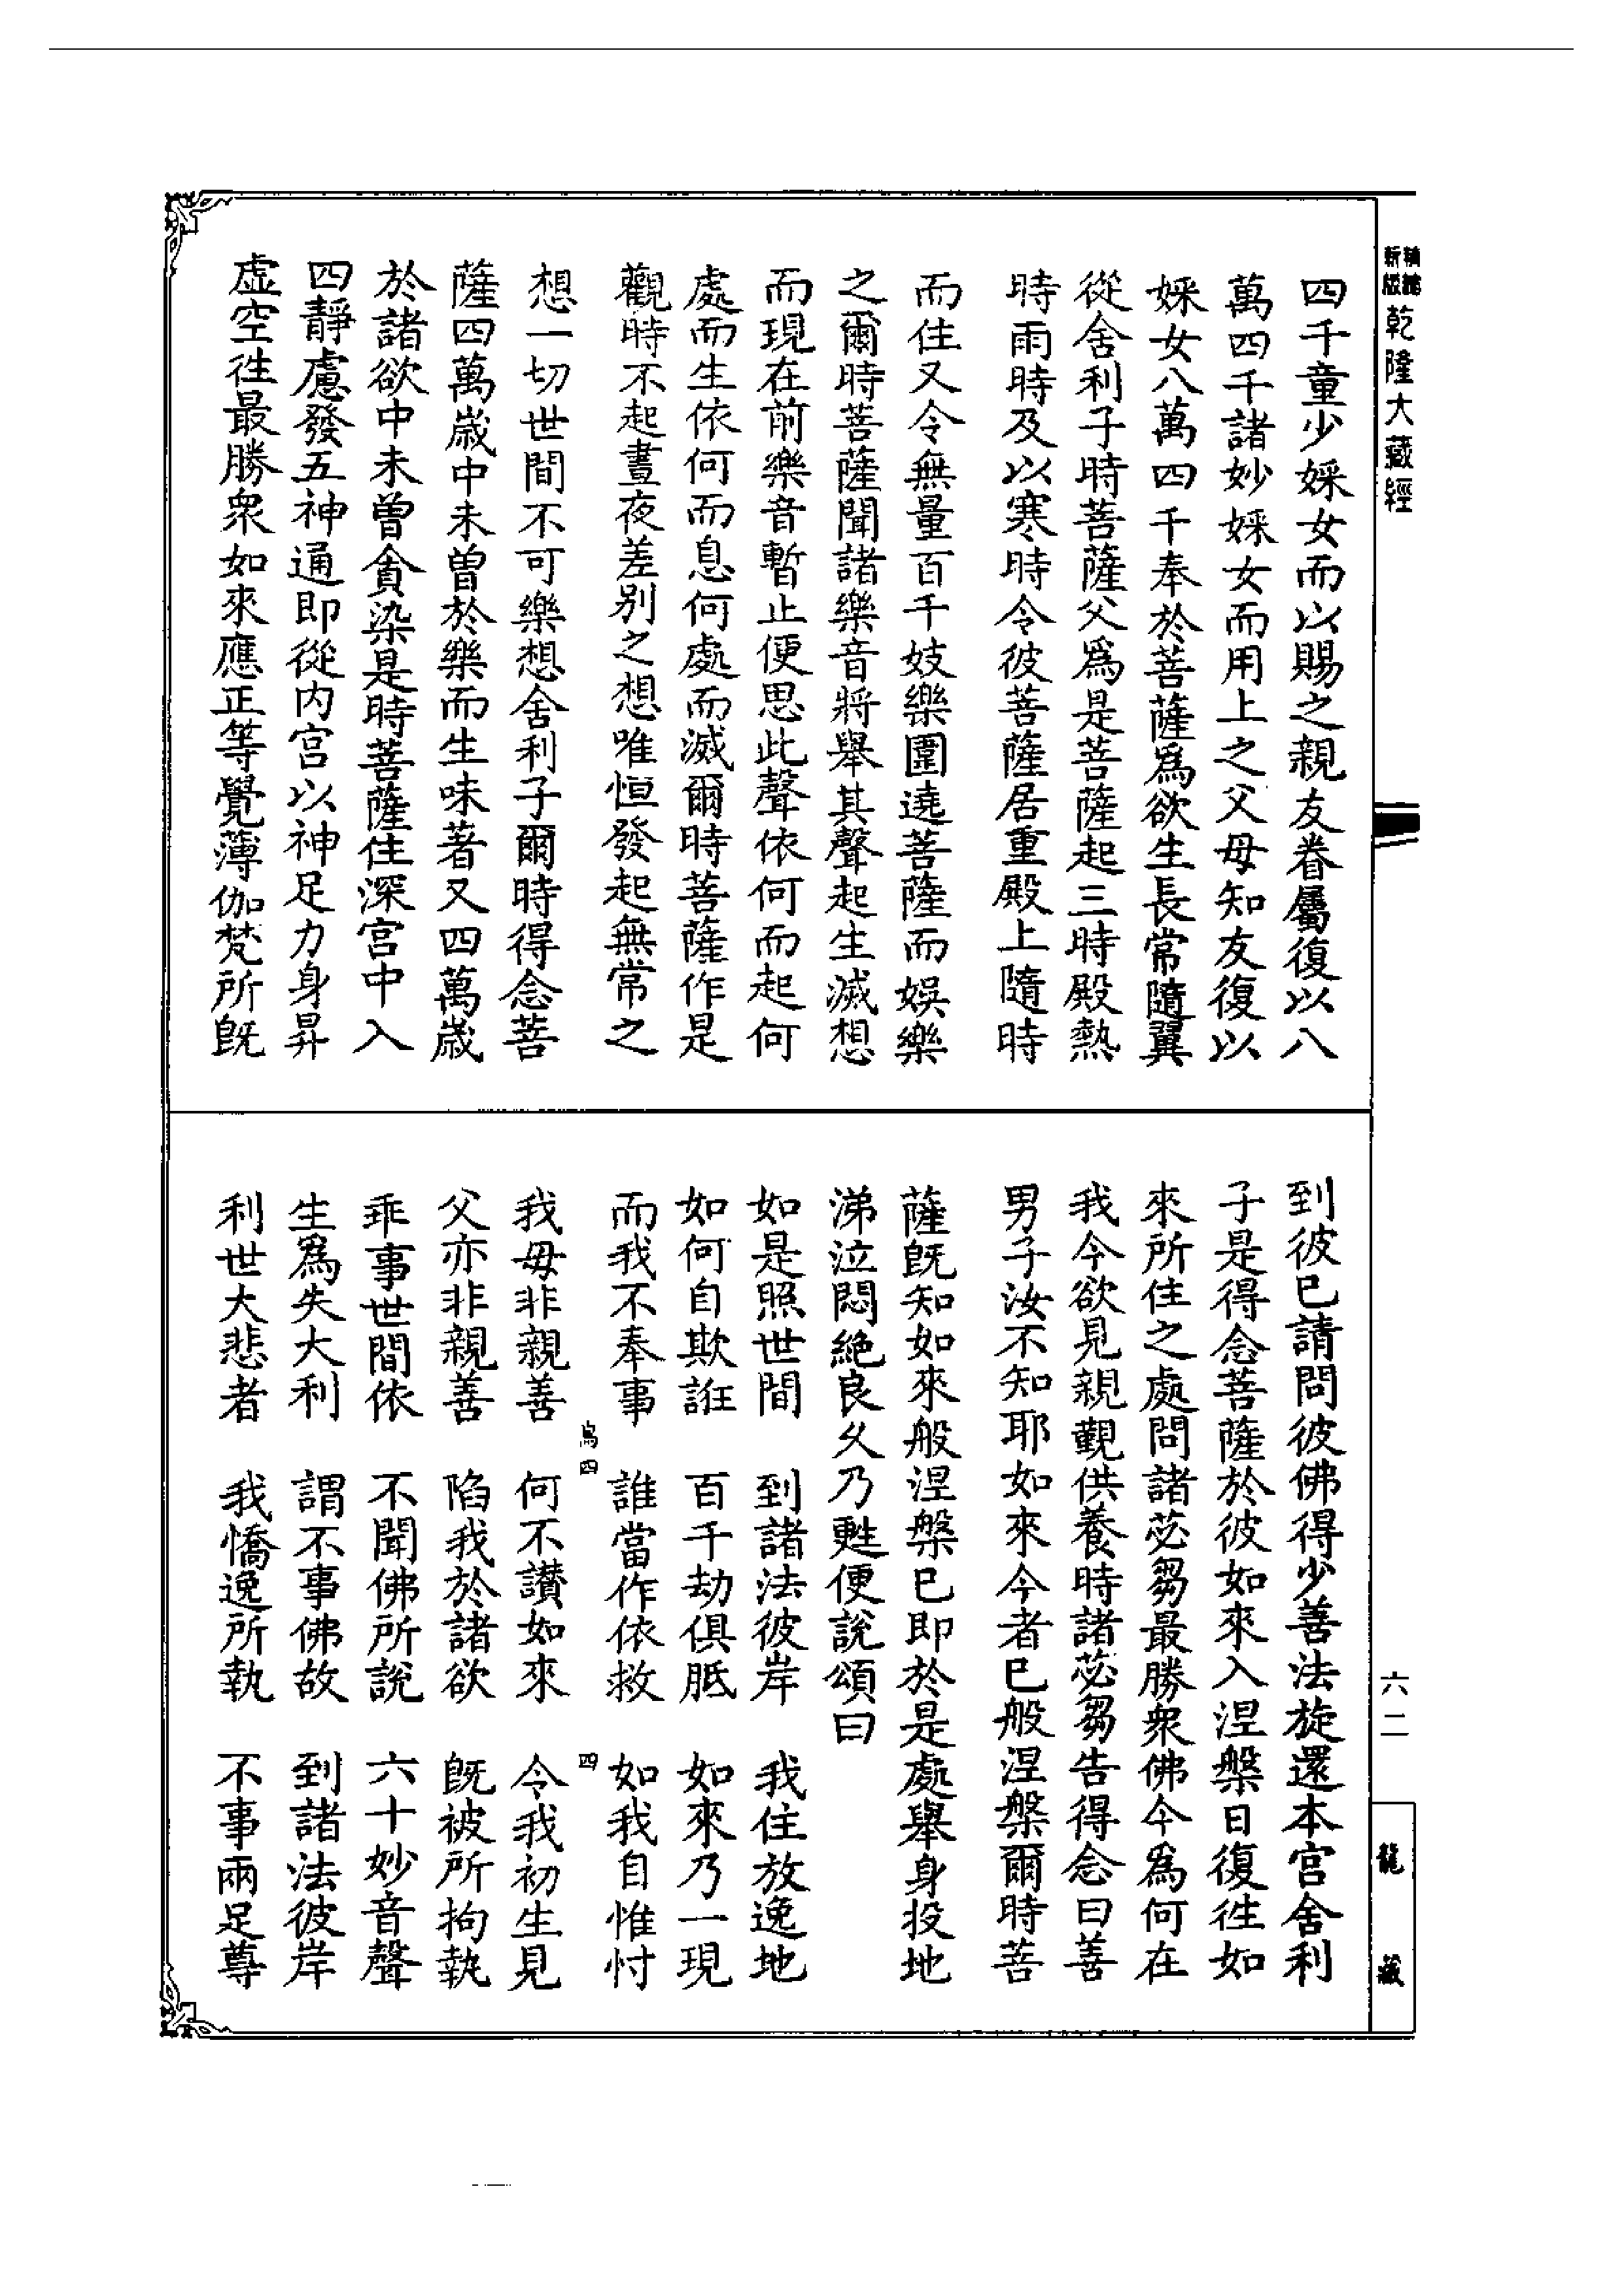 新編
縮版
乾隆大藏經
四千童少婇女而以賜之親友眷屬復以八
萬四千諸妙婇女而用上之父母知友復以
婇女八萬四千奉於菩薩爲欲生長常隨翼
從舍利子時菩薩父爲是菩薩起三時殿熱
時雨時及以寒時令彼菩薩居重殿上隨時
而住又令無量百千妓樂圍遶菩薩而娛樂
之爾時菩薩聞諸樂音將舉其聲起生滅想
而現在前樂音暫止便思此聲依何而起何
處而生依何而息何處而滅爾時菩薩作是
觀時不起晝夜差別之想唯恒發起無常之
想一切世間不可樂想舍利子爾時得念菩
薩四萬歲中未曾於樂而生味著又四萬歲
於諸欲中未曾貪染是時菩薩住深宮中入
四靜慮發五神通即從內宮以神足力身昇
虛空徃最勝衆如來應正等覺薄伽梵所旣
到彼已請問彼佛得少善法旋還本宮舍利
子是得念菩薩於彼如來入涅槃日復徃如
來所住之處問諸苾芻最勝衆佛今爲何在
我今欲見親覲供養時諸苾芻告得念曰善
男子汝不知耶如來今者已般涅槃爾時菩
薩旣知如來般涅槃已即於是處舉身投地
涕泣悶絕良久乃甦便說頌曰
如是照世間 到諸法彼岸 我住放逸地
如何自欺誑 百千劫俱胝 如來乃一現
而我不奉事 誰當作依救 如我自惟忖
爲四 四
我母非親善 何不讚如來 令我初生見
父亦非親善 陷我於諸欲 旣被所拘執
乖事世間依 不聞佛所說 六十妙音聲
生爲失大利 謂不事佛故 到諸法彼岸
利世大悲者 我憍逸所執 不事兩足尊
六二
龍藏